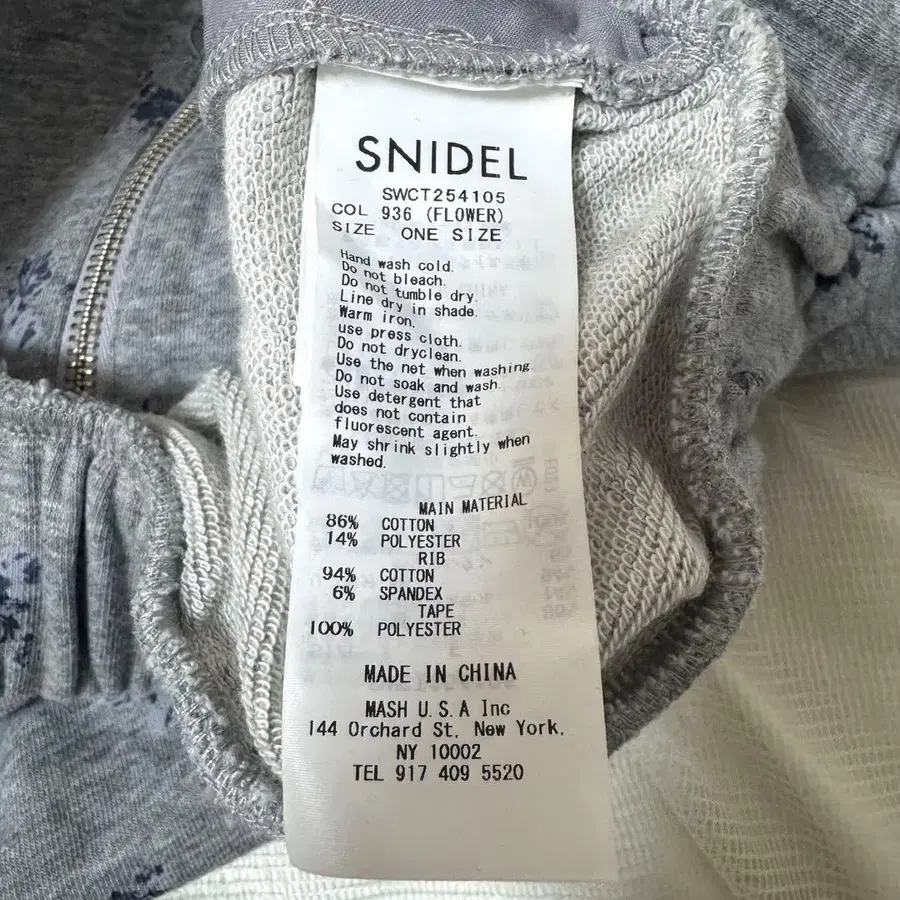 SNIDEL
SWCT254105
COL 936 (FLOWER)
SIZE ONE SIZE
Hand wash cold.
Do not bleach.
Do not tumble dry.
Line dry in shade.
Warm iron.
use press cloth.
Do not dryclean.
Use the net when washing.
Do not soak and wash.
Use detergent that
does not contain
fluorescent agent.
May shrink slightly when
washed.
MAIN MATERIAL
86% COTTON
14% POLYESTER
RIB
94% COTTON
6% SPANDEX
TAPE
100% POLYESTER
MADE IN CHINA
MASH U.S.A Inc
144 Orchard St, New York,
NY 10002
TEL 917 409 5520